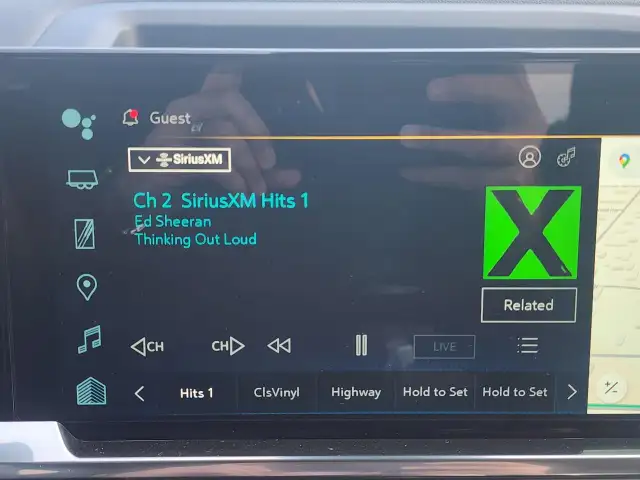 Guest
SiriusXM
Ch 2 SiriusXM Hits 1
Ed Sheeran
Thinking Out Loud
X
Related
CH
CH
LIVE
Hits 1
ClsVinyl
Highway
Hold to Set
Hold to Set